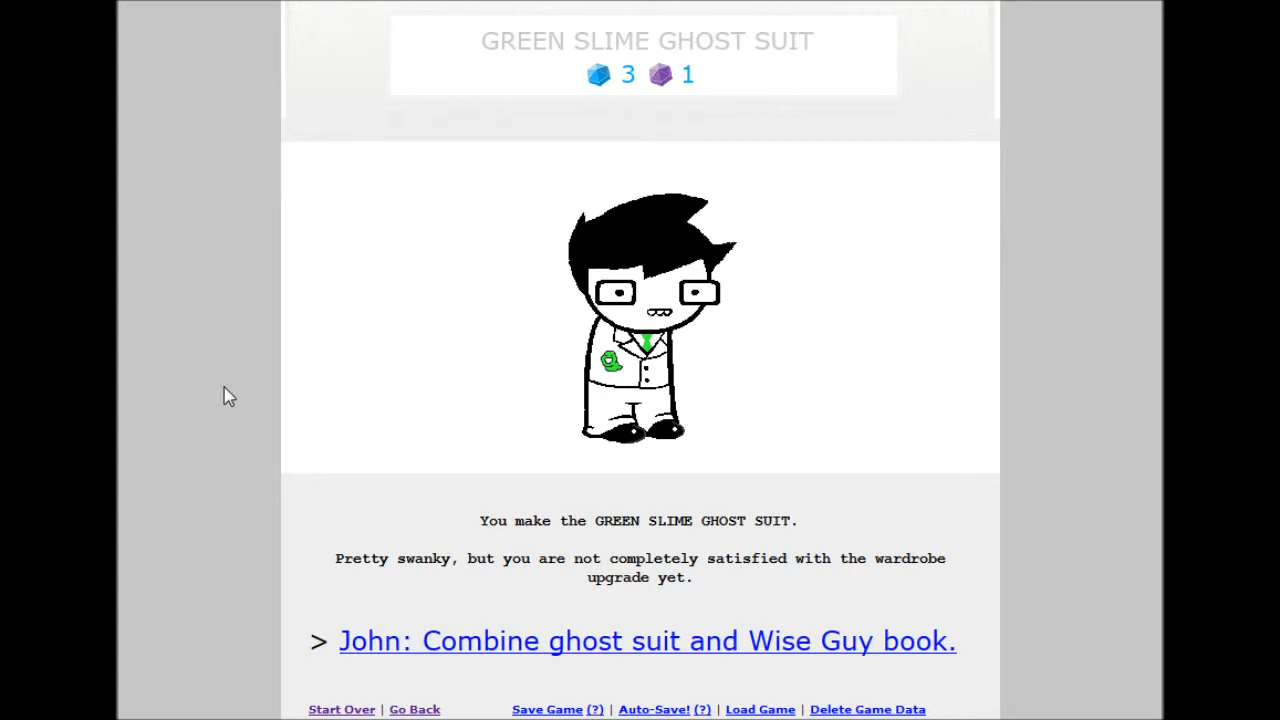 GREEN SLIME GHOST SUIT
3 1
You make the GREEN SLIME GHOST SUIT.
Pretty swanky, but you are not completely satisfied with the wardrobe
upgrade yet.
> John: Combine ghost suit and Wise Guy book.
Start Over | Go Back Save Game (?) | Auto-Save! (?) | Load Game | Delete Game Data